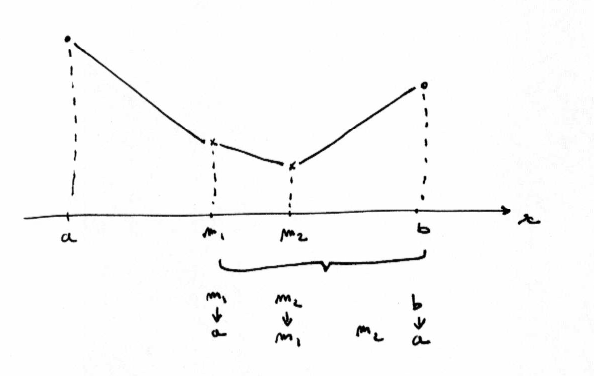 x
a m₁ m₂ b
m₁ m₂ b
↓ ↓ ↓
a m₁ m₂ a